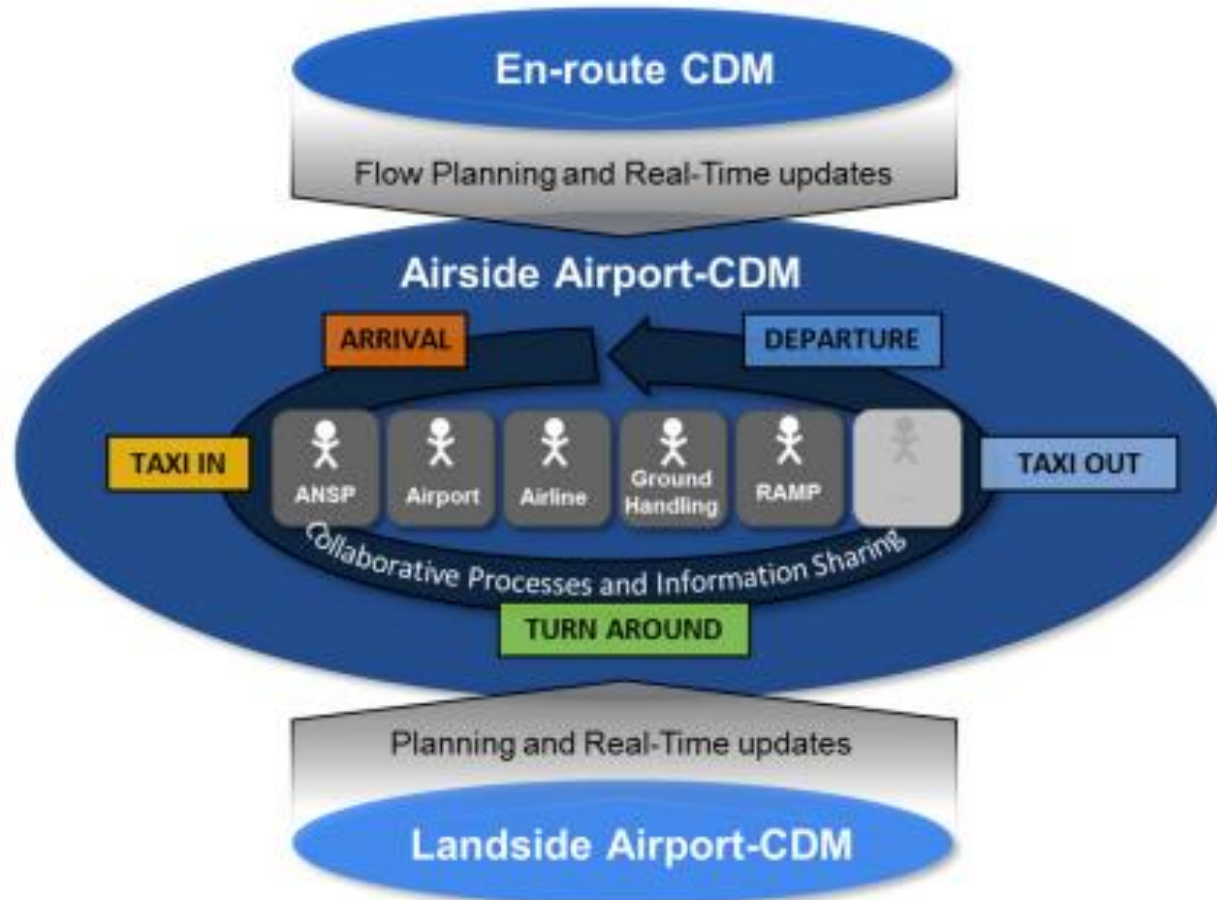 En-route CDM
Flow Planning and Real-Time updates
Airside Airport-CDM
ARRIVAL
DEPARTURE
TAXI IN
ANSP
Airport
Airline
Ground
Handling
RAMP
...
TAXI OUT
Collaborative Processes and Information Sharing
TURN AROUND
Planning and Real-Time updates
Landside Airport-CDM